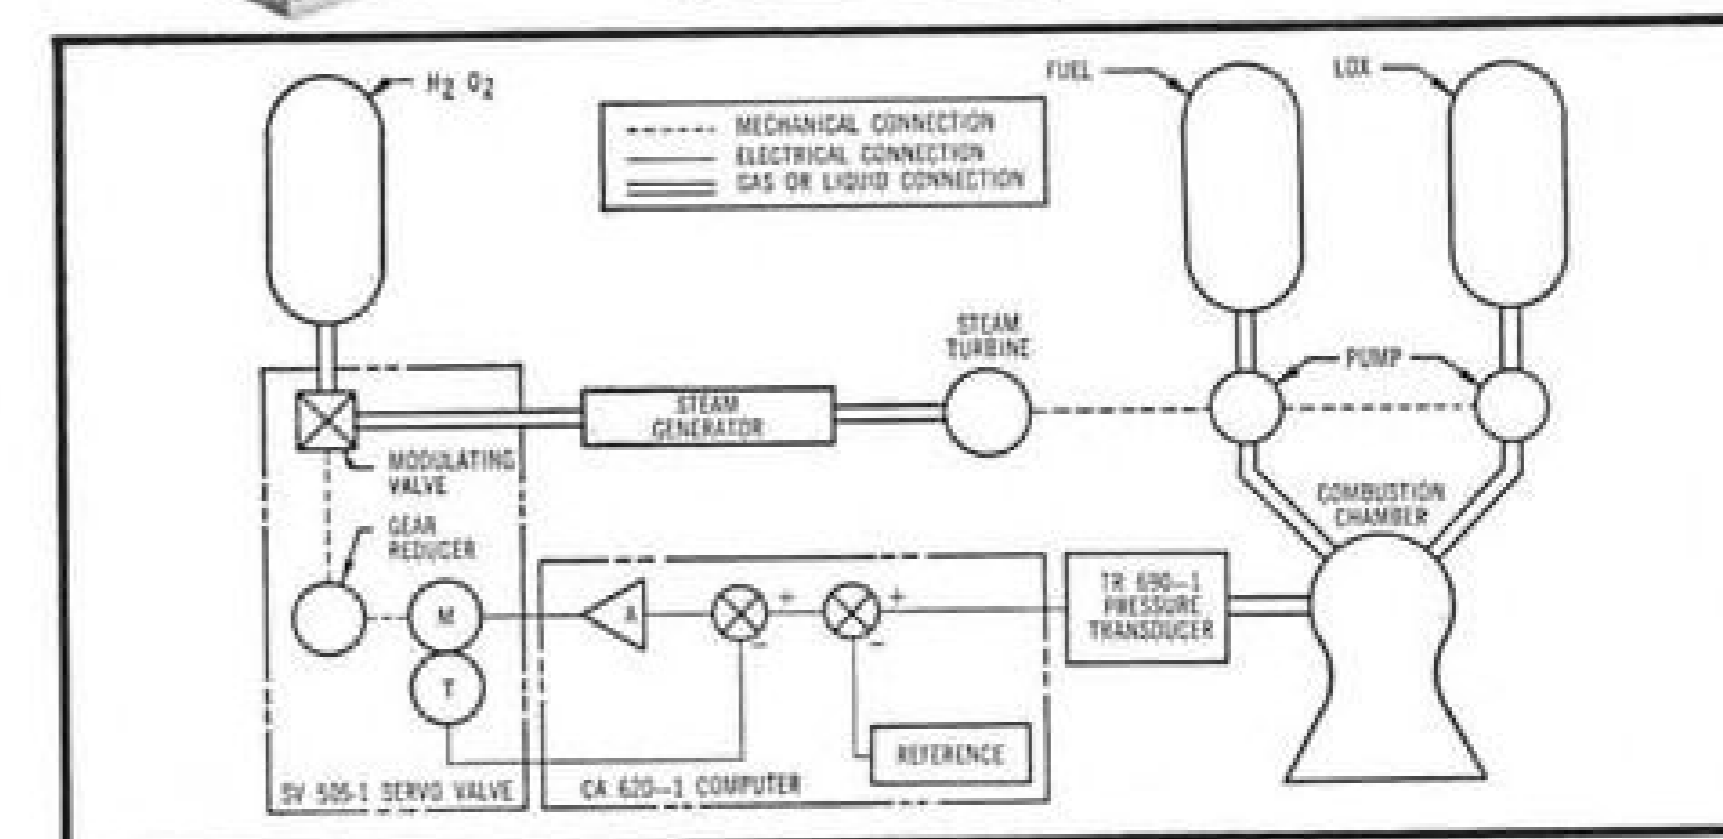 H2 O2
FUEL
LOX
MECHANICAL CONNECTION
ELECTRICAL CONNECTION
GAS OR LIQUID CONNECTION
STEAM
TURBINE
PUMP
STEAM
GENERATOR
MODULATING
VALVE
COMBUSTION
CHAMBER
GEAR
REDUCER
TR 690-1
PRESSURE
TRANSDUCER
M
A
+
+
-
-
T
REFERENCE
SV 506-1 SERVO VALVE
CA 620-1 COMPUTER